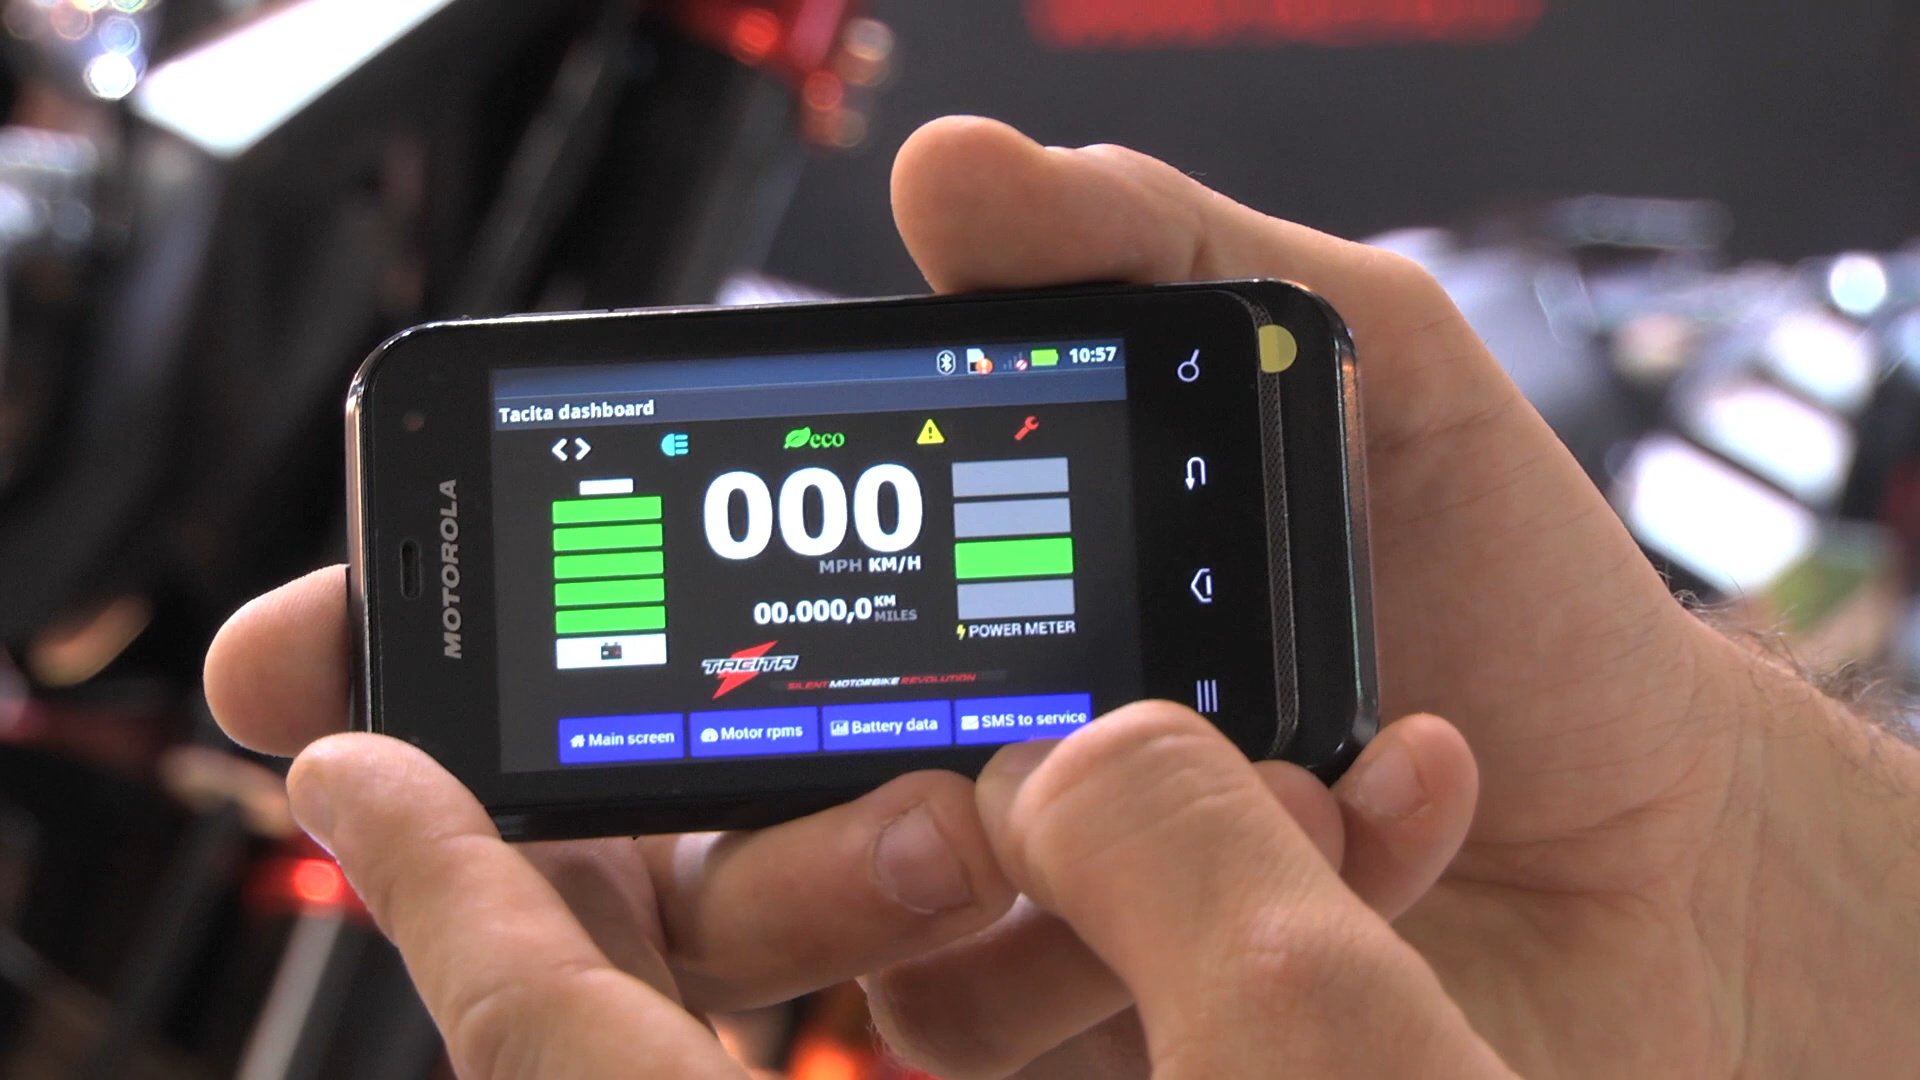 MOTOROLA
10:57
Tacita dashboard
eco
000
MPH KM/H
00.000,0 KM MILES
POWER METER
TACITA
SILENT MOTORBIKE REVOLUTION
Main screen
Motor rpms
Battery data
SMS to service